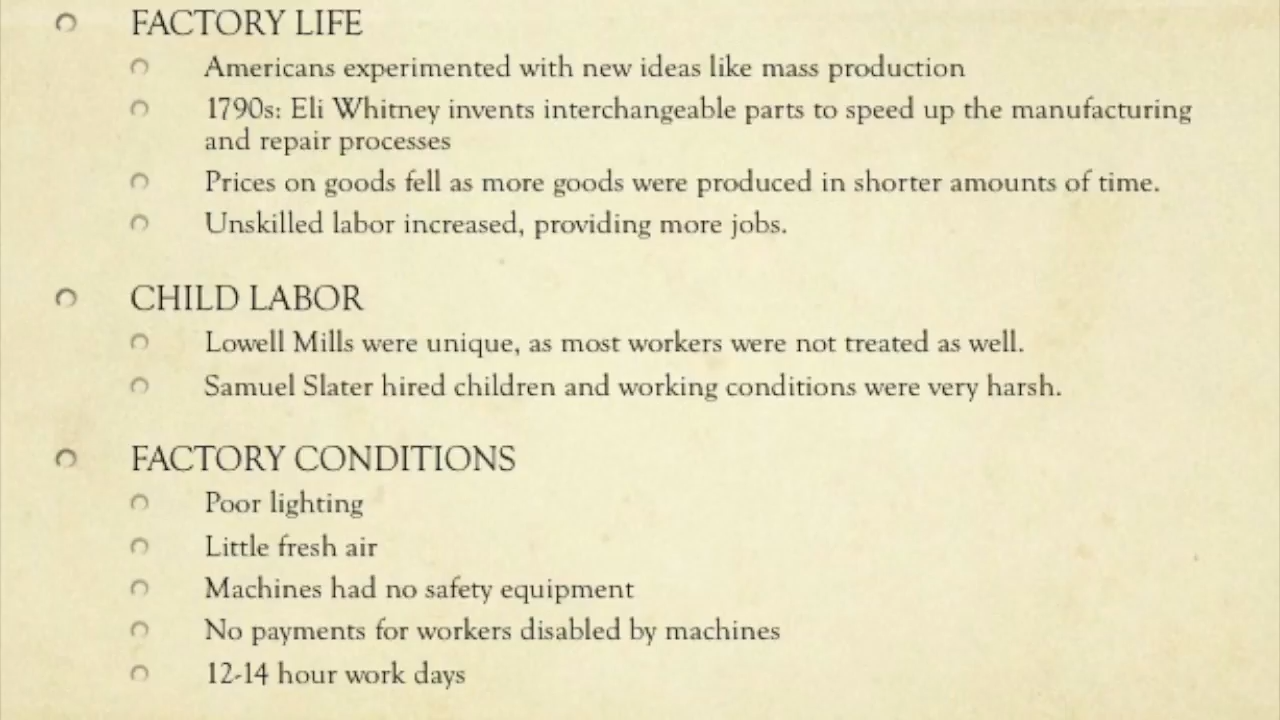 FACTORY LIFE
Americans experimented with new ideas like mass production
1790s: Eli Whitney invents interchangeable parts to speed up the manufacturing
and repair processes
Prices on goods fell as more goods were produced in shorter amounts of time.
Unskilled labor increased, providing more jobs.
CHILD LABOR
Lowell Mills were unique, as most workers were not treated as well.
Samuel Slater hired children and working conditions were very harsh.
FACTORY CONDITIONS
Poor lighting
Little fresh air
Machines had no safety equipment
No payments for workers disabled by machines
12-14 hour work days